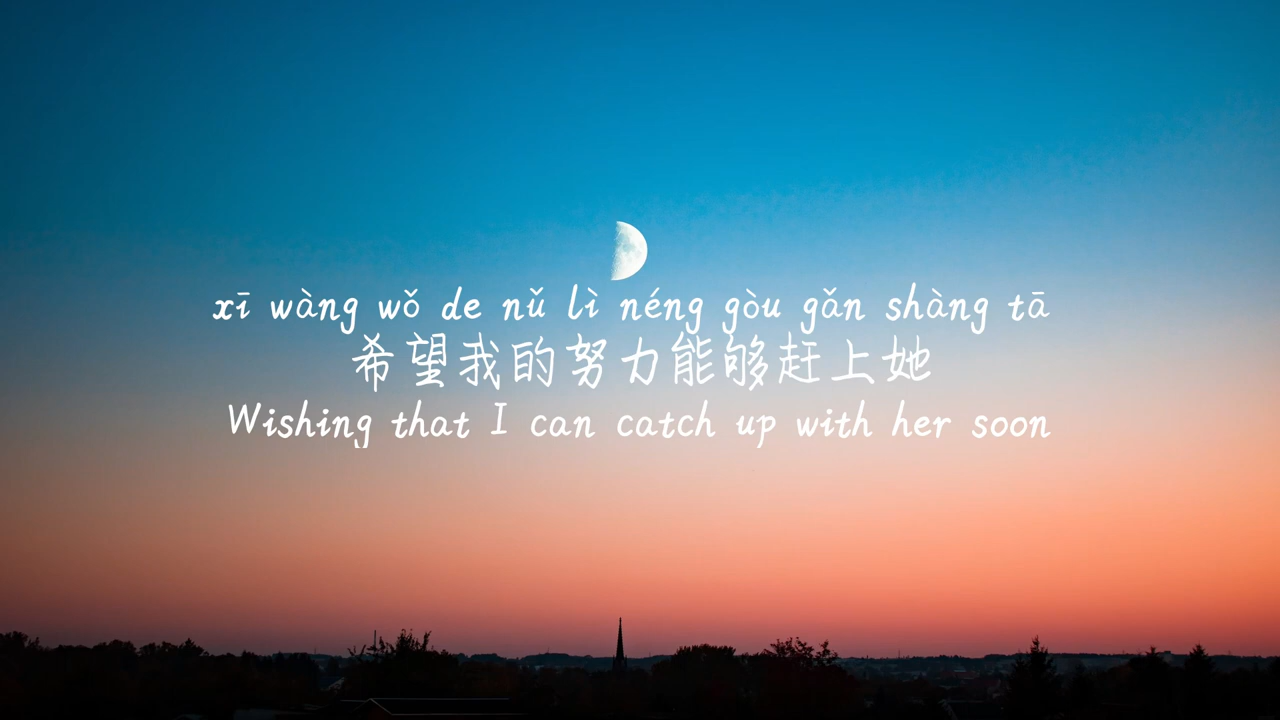 xī wàng wǒ de nǔ lì néng gòu gǎn shàng tā
希望我的努力能够赶上她
Wishing that I can catch up with her soon